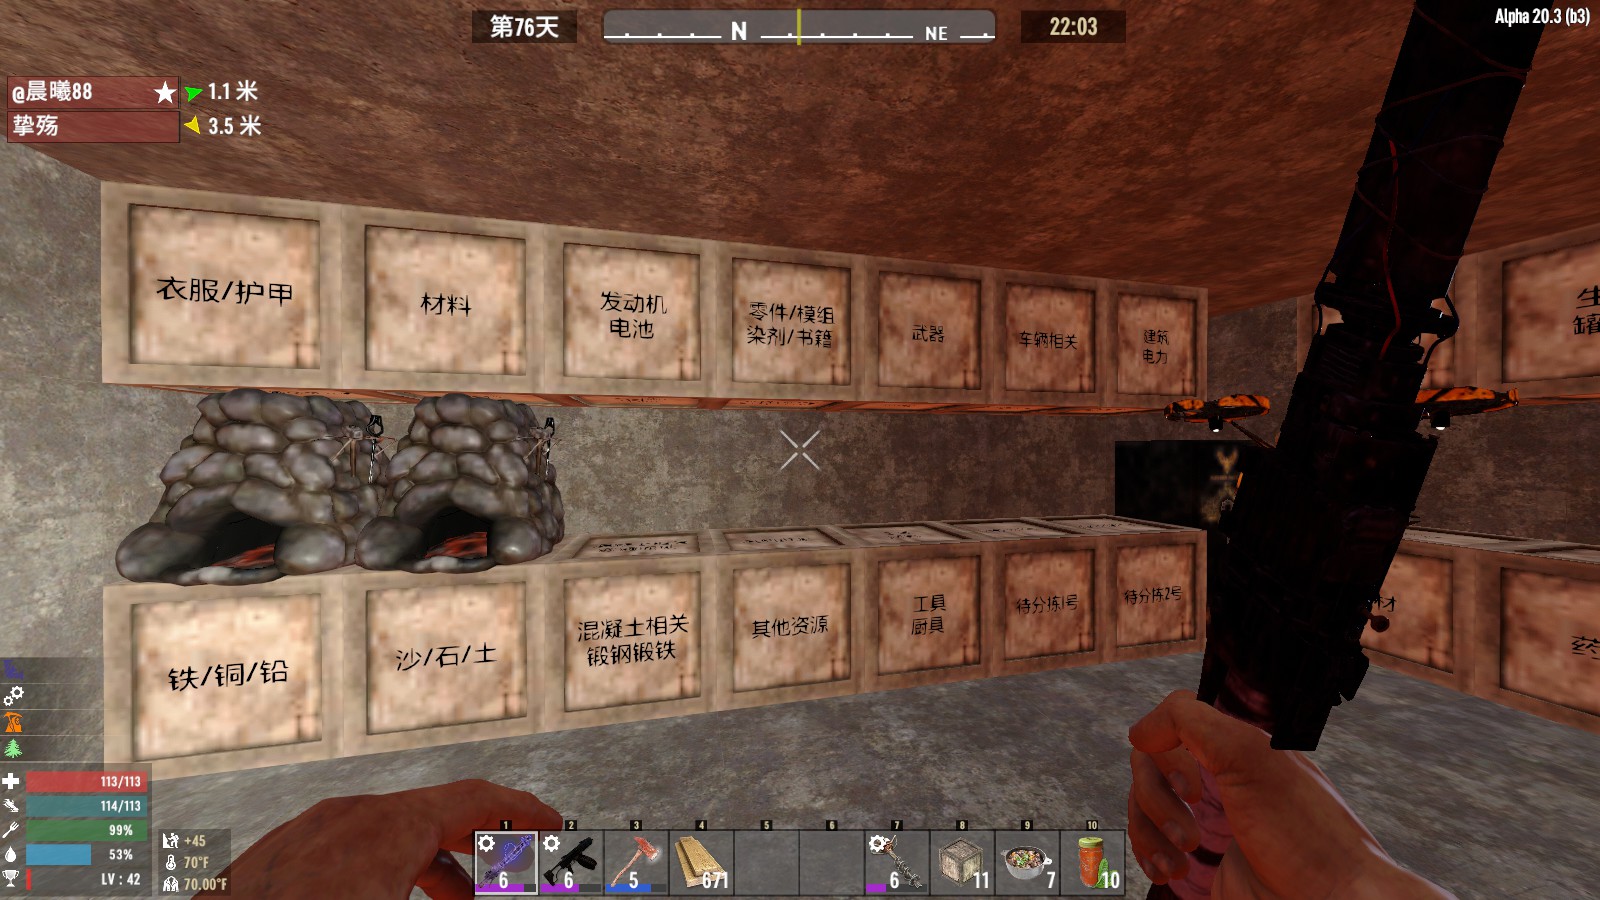 第76天
N
NE
22:03
Alpha 20.3 (b3)
@晨曦88
1.1 米
挚殇
3.5 米
衣服/护甲
材料
发动机
电池
零件/模组
染剂/书籍
武器
车辆相关
建筑
电力
铁/铜/铅
沙/石/土
混凝土相关
锻钢锻铁
其他资源
工具
厨具
待分拣1号
待分拣2号
材
药
113/113
114/113
99%
53%
LV : 42
+45
70°F
70.00°F
1
2
3
4
5
6
7
8
9
10
6
6
5
671
6
11
7
10